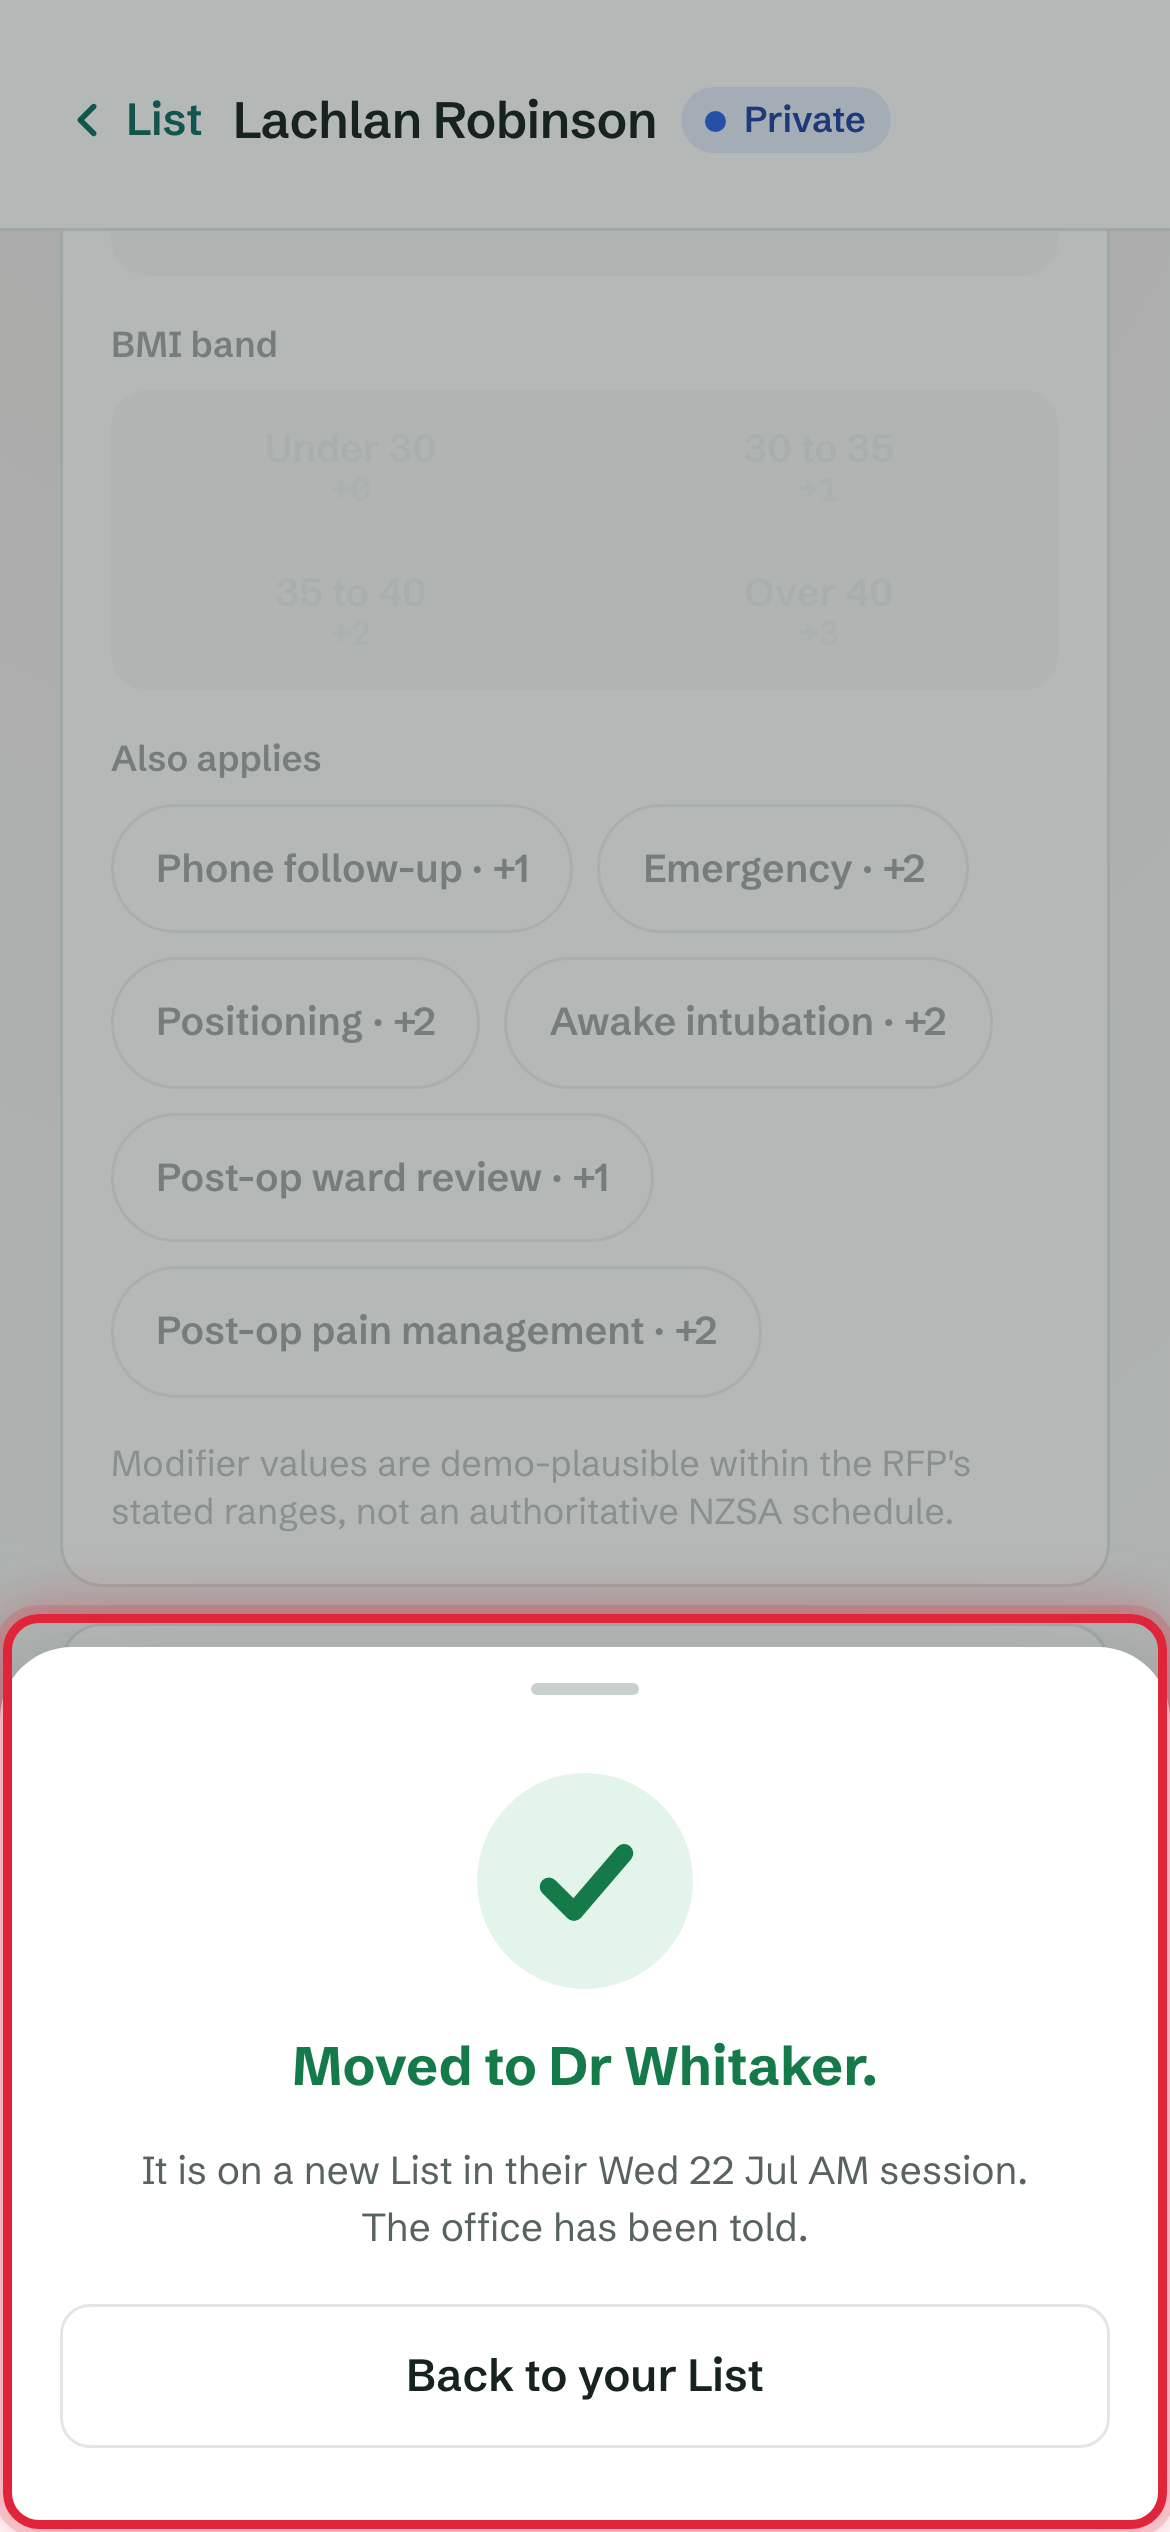 List Lachlan Robinson Private
BMI band
Under 30 30 to 35
+0 +1
35 to 40 Over 40
+2 +3
Also applies
Phone follow-up · +1 Emergency · +2
Positioning · +2 Awake intubation · +2
Post-op ward review · +1
Post-op pain management · +2
Modifier values are demo-plausible within the RFP's
stated ranges, not an authoritative NZSA schedule.
Moved to Dr Whitaker.
It is on a new List in their Wed 22 Jul AM session.
The office has been told.
Back to your List